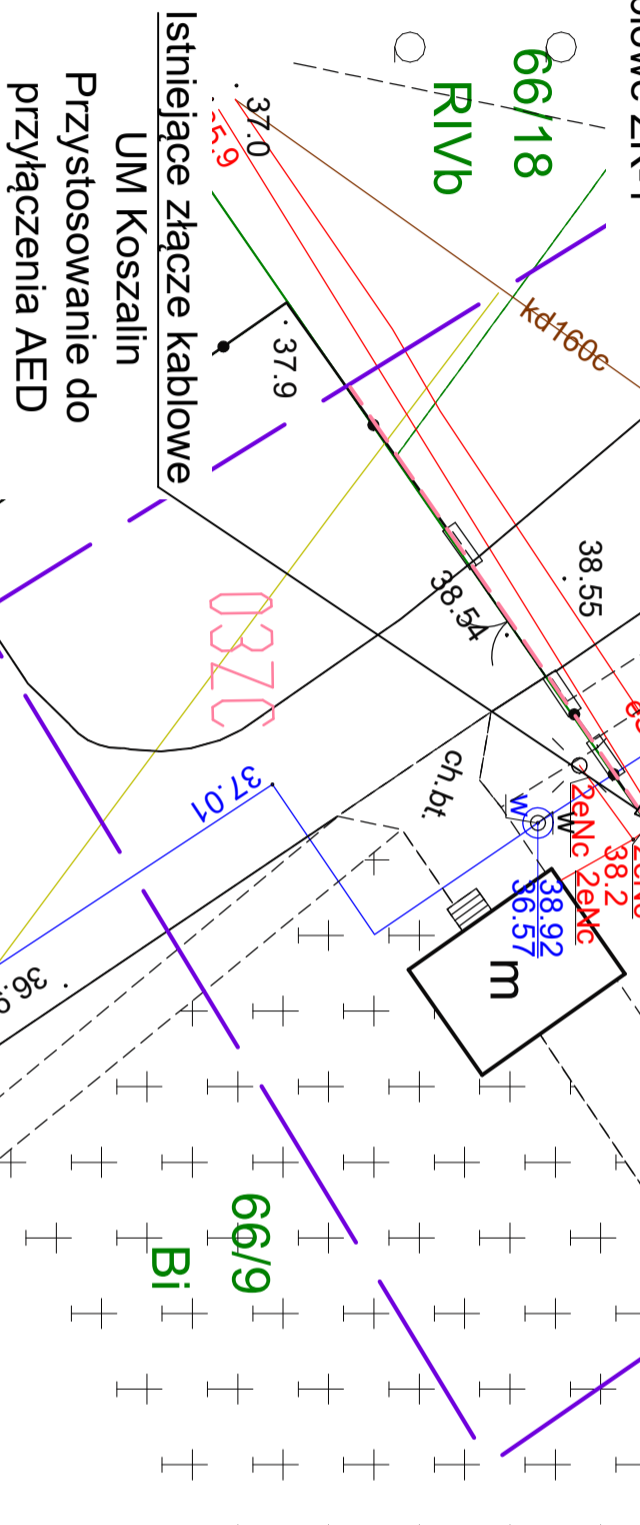 Istniejące złącze kablowe
UM Koszalin
Przystosowanie do
przyłączenia AED
66/18
RIVb
37.0
kd160c
37.9
38.55
38.54
03ZC
ch.bt.
37.01
w
w
2eNc
2eNc
38.2
38.92
36.57
m
66/9
Bi